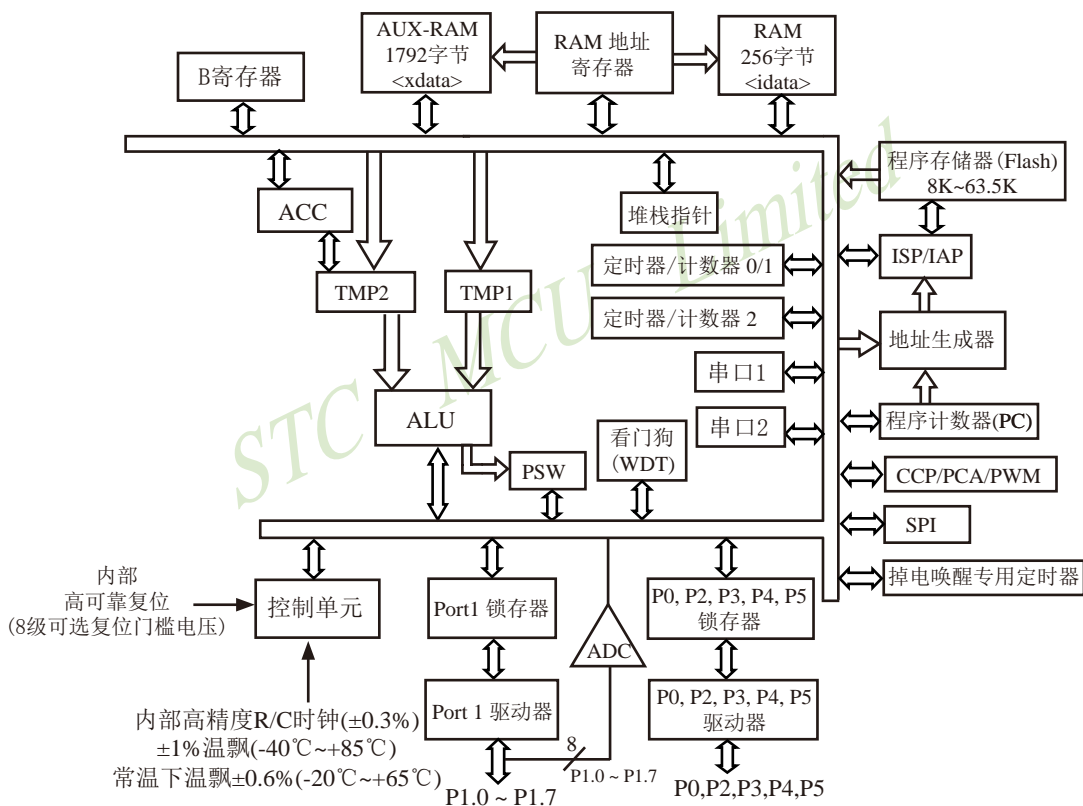 AUX-RAM
1792字节
<xdata>
RAM 地址
寄存器
RAM
256字节
<idata>
B寄存器
程序存储器(Flash)
8K~63.5K
ACC
堆栈指针
ISP/IAP
定时器/计数器 0/1
TMP2
TMP1
定时器/计数器 2
地址生成器
串口1
ALU
串口2
程序计数器(PC)
看门狗
(WDT)
PSW
CCP/PCA/PWM
SPI
掉电唤醒专用定时器
内部
高可靠复位
(8级可选复位门槛电压)
控制单元
Port1 锁存器
ADC
P0, P2, P3, P4, P5
锁存器
Port 1 驱动器
P0, P2, P3, P4, P5
驱动器
内部高精度R/C时钟(±0.3%)
±1%温飘(-40℃~+85℃)
常温下温飘±0.6%(-20℃~+65℃)
8
P1.0 ~ P1.7
P1.0 ~ P1.7
P0,P2,P3,P4,P5
STC MCU Limited